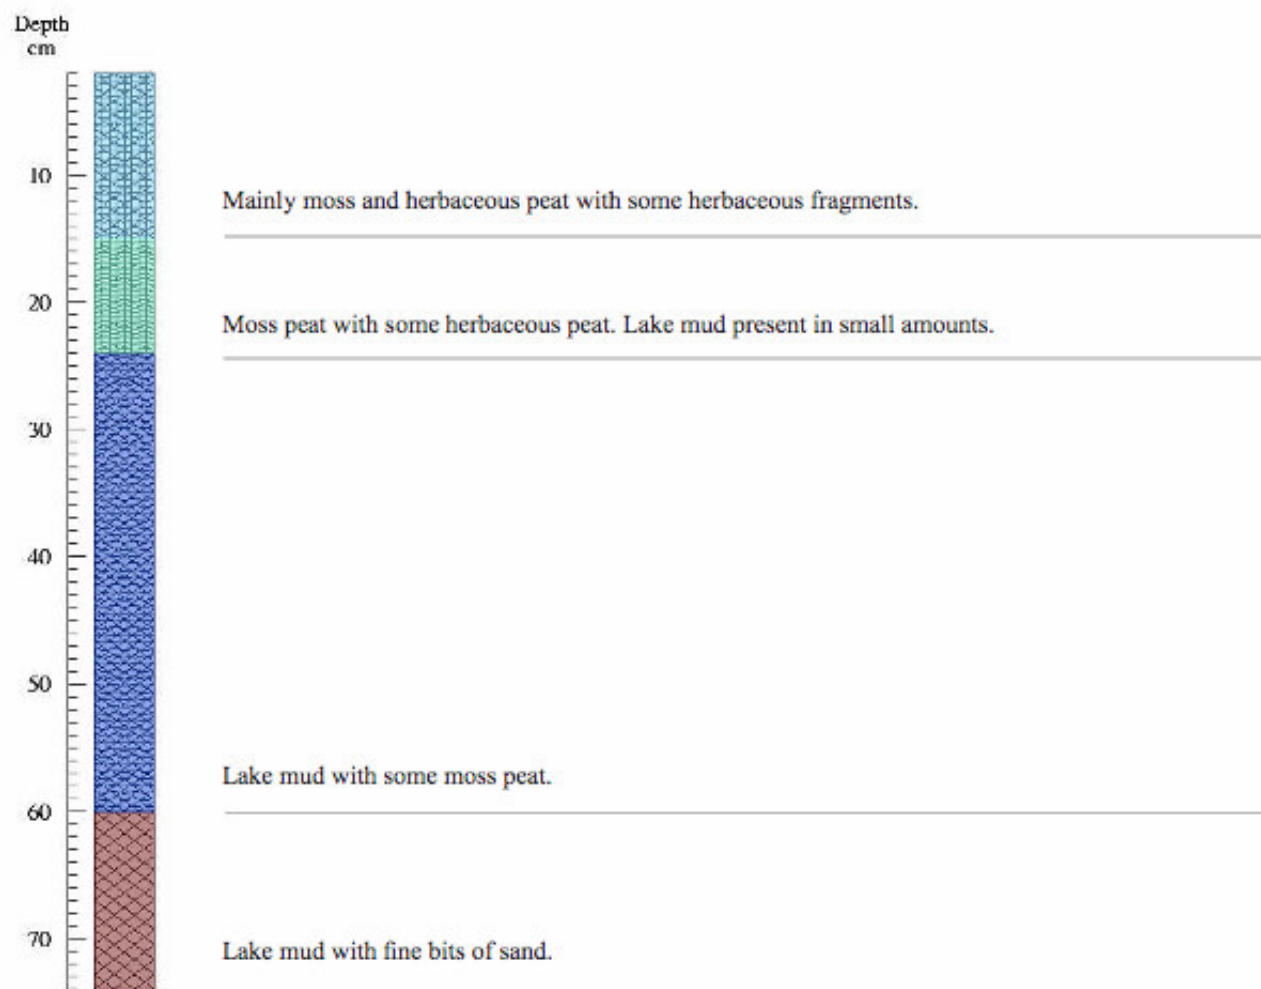 Depth
cm
10
Mainly moss and herbaceous peat with some herbaceous fragments.
20
Moss peat with some herbaceous peat. Lake mud present in small amounts.
30
40
50
Lake mud with some moss peat.
60
70
Lake mud with fine bits of sand.